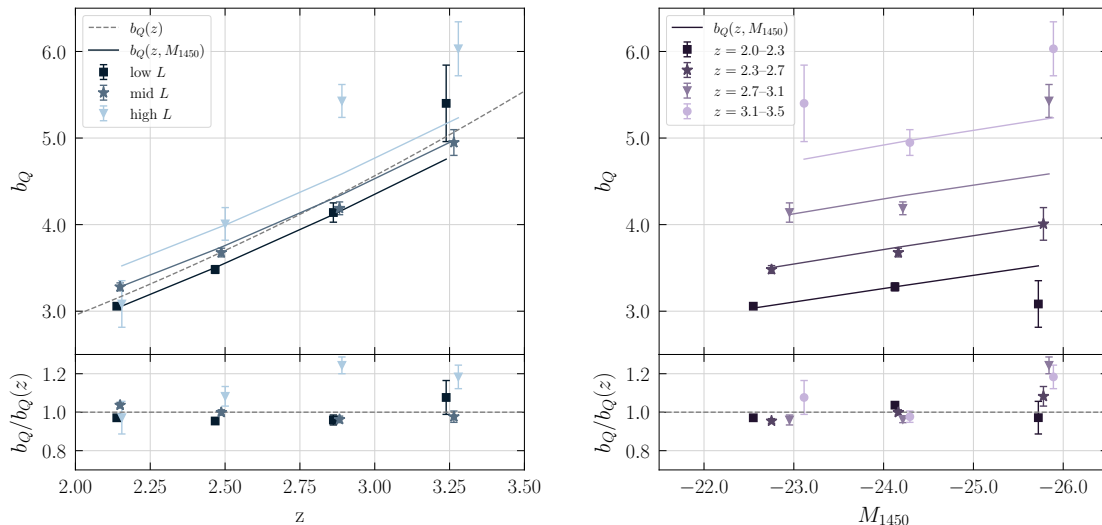 b_Q(z)
b_Q(z, M_1450)
low L
mid L
high L
6.0
5.0
4.0
3.0
b_Q
1.2
1.0
0.8
b_Q/b_Q(z)
2.00 2.25 2.50 2.75 3.00 3.25 3.50
z
b_Q(z, M_1450)
z = 2.0–2.3
z = 2.3–2.7
z = 2.7–3.1
z = 3.1–3.5
6.0
5.0
4.0
3.0
b_Q
1.2
1.0
0.8
b_Q/b_Q(z)
−22.0 −23.0 −24.0 −25.0 −26.0
M_1450